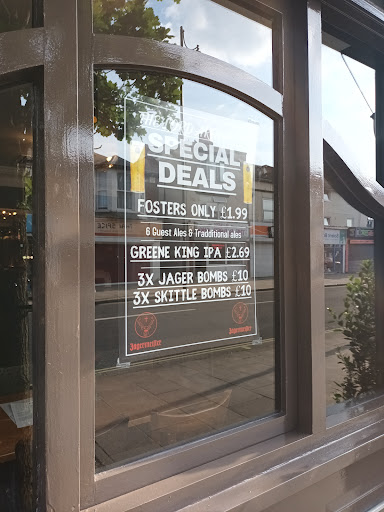 SPECIAL
DEALS
FOSTERS ONLY £1.99
6 Guest Ales & Tradditional ales
GREENE KING IPA £2.69
3X JAGER BOMBS £10
3X SKITTLE BOMBS £10
Jägermeister